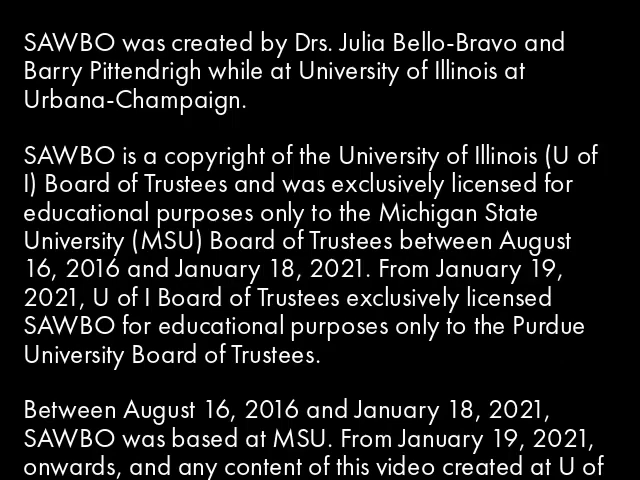 SAWBO was created by Drs. Julia Bello-Bravo and
Barry Pittendrigh while at University of Illinois at
Urbana-Champaign.
SAWBO is a copyright of the University of Illinois (U of
I) Board of Trustees and was exclusively licensed for
educational purposes only to the Michigan State
University (MSU) Board of Trustees between August
16, 2016 and January 18, 2021. From January 19,
2021, U of I Board of Trustees exclusively licensed
SAWBO for educational purposes only to the Purdue
University Board of Trustees.
Between August 16, 2016 and January 18, 2021,
SAWBO was based at MSU. From January 19, 2021,
onwards, and any content of this video created at U of